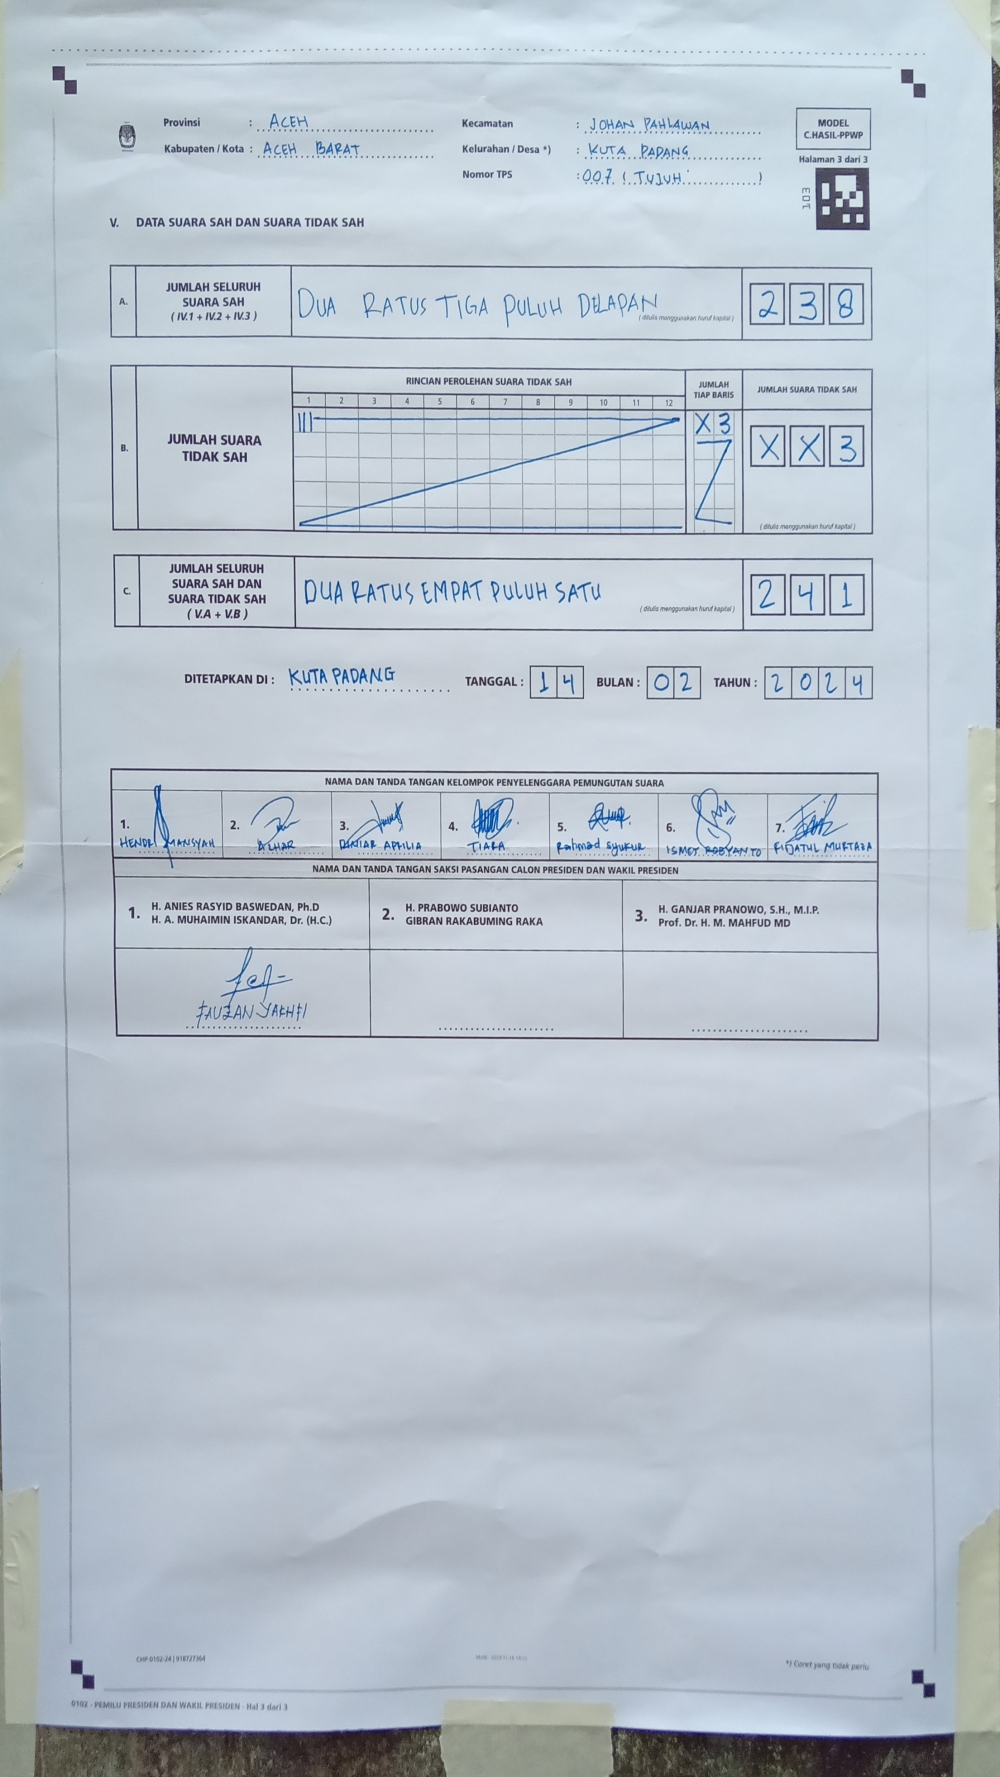 Provinsi : ACEH
Kabupaten / Kota : ACEH BARAT
Kecamatan : JOHAN PAHLAWAN
Kelurahan / Desa *) : KUTA PADANG
Nomor TPS : 007 ( TUJUH )
MODEL
C.HASIL-PPWP
Halaman 3 dari 3
V. DATA SUARA SAH DAN SUARA TIDAK SAH
A. JUMLAH SELURUH
SUARA SAH
( IV.1 + IV.2 + IV.3 )
DUA RATUS TIGA PULUH DELAPAN
( ditulis menggunakan huruf kapital )
2 3 8
B. JUMLAH SUARA
TIDAK SAH
RINCIAN PEROLEHAN SUARA TIDAK SAH
1 2 3 4 5 6 7 8 9 10 11 12
JUMLAH
TIAP BARIS
X 3
JUMLAH SUARA TIDAK SAH
X X 3
( ditulis menggunakan huruf kapital )
C. JUMLAH SELURUH
SUARA SAH DAN
SUARA TIDAK SAH
( V.A + V.B )
DUA RATUS EMPAT PULUH SATU
( ditulis menggunakan huruf kapital )
2 4 1
DITETAPKAN DI : KUTA PADANG TANGGAL : 14 BULAN : 02 TAHUN : 2024
NAMA DAN TANDA TANGAN KELOMPOK PENYELENGGARA PEMUNGUTAN SUARA
1. 2. 3. 4. 5. 6. 7.
HENDRI MANSYAH AZHAR APRILIA TIARA Rahmad Syukur ISMET FIDATUL MURTAZA
NAMA DAN TANDA TANGAN SAKSI PASANGAN CALON PRESIDEN DAN WAKIL PRESIDEN
1. H. ANIES RASYID BASWEDAN, Ph.D
H. A. MUHAIMIN ISKANDAR, Dr. (H.C.)
2. H. PRABOWO SUBIANTO
GIBRAN RAKABUMING RAKA
3. H. GANJAR PRANOWO, S.H., M.I.P.
Prof. Dr. H. M. MAHFUD MD
FAUZAN
CHP-0102-24 | 918727364
*) Coret yang tidak perlu
0102 - PEMILU PRESIDEN DAN WAKIL PRESIDEN - Hal 3 dari 3